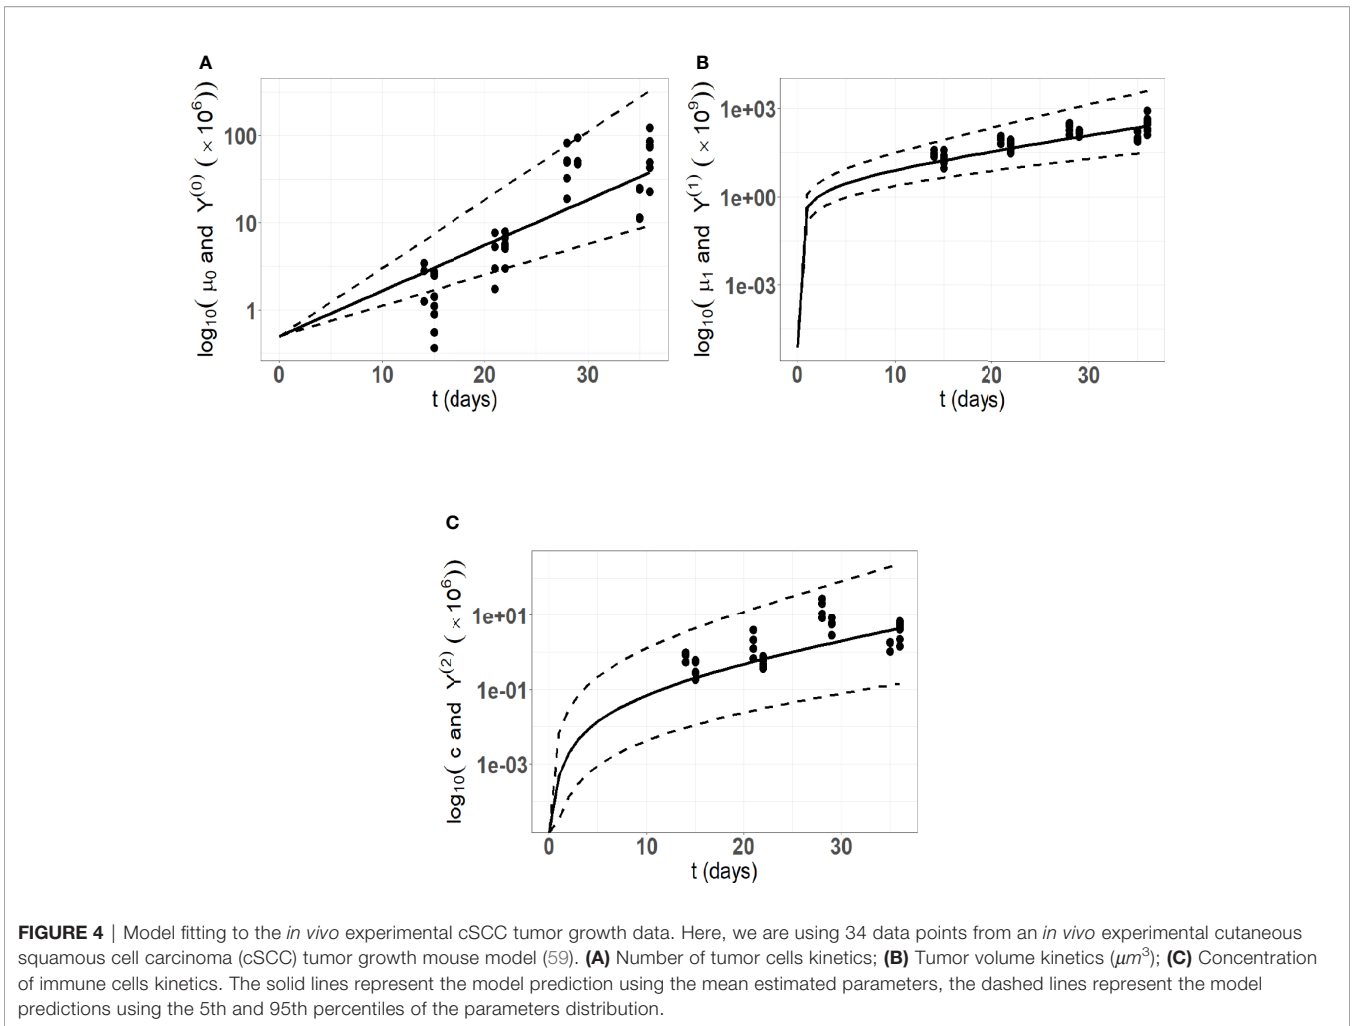 A
log10( μ0 and Y(0) ( ×10^6))
100
10
1
0 10 20 30
t (days)
B
log10( μ1 and Y(1) ( ×10^9))
1e+03
1e+00
1e-03
0 10 20 30
t (days)
C
log10( c and Y(2) ( ×10^6))
1e+01
1e-01
1e-03
0 10 20 30
t (days)
FIGURE 4 | Model fitting to the in vivo experimental cSCC tumor growth data. Here, we are using 34 data points from an in vivo experimental cutaneous
squamous cell carcinoma (cSCC) tumor growth mouse model (59). (A) Number of tumor cells kinetics; (B) Tumor volume kinetics (μm³); (C) Concentration
of immune cells kinetics. The solid lines represent the model prediction using the mean estimated parameters, the dashed lines represent the model
predictions using the 5th and 95th percentiles of the parameters distribution.